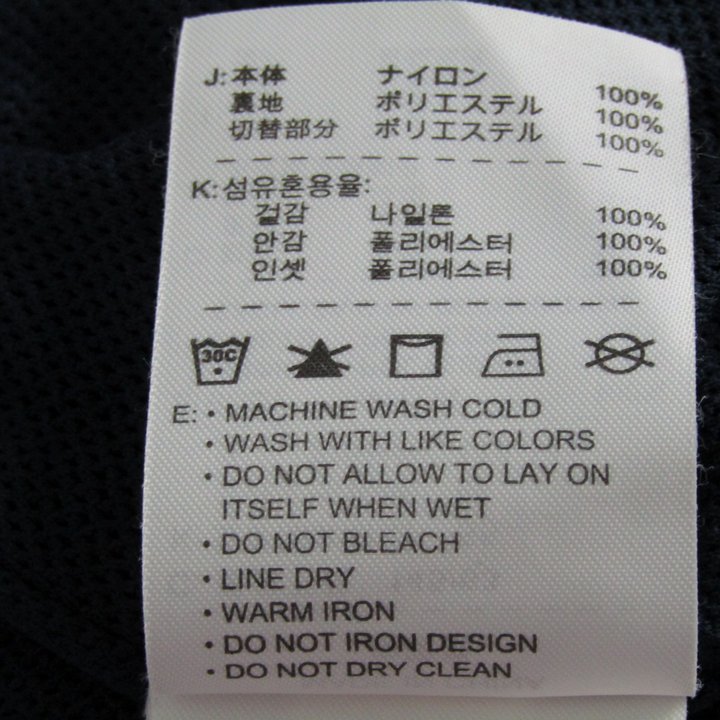 J: 本体 ナイロン 100%
裏地 ポリエステル 100%
切替部分 ポリエステル 100%
K: 섬유혼용율:
겉감 나일론 100%
안감 폴리에스터 100%
인셋 폴리에스터 100%
30C
E: • MACHINE WASH COLD
• WASH WITH LIKE COLORS
• DO NOT ALLOW TO LAY ON
ITSELF WHEN WET
• DO NOT BLEACH
• LINE DRY
• WARM IRON
• DO NOT IRON DESIGN
• DO NOT DRY CLEAN